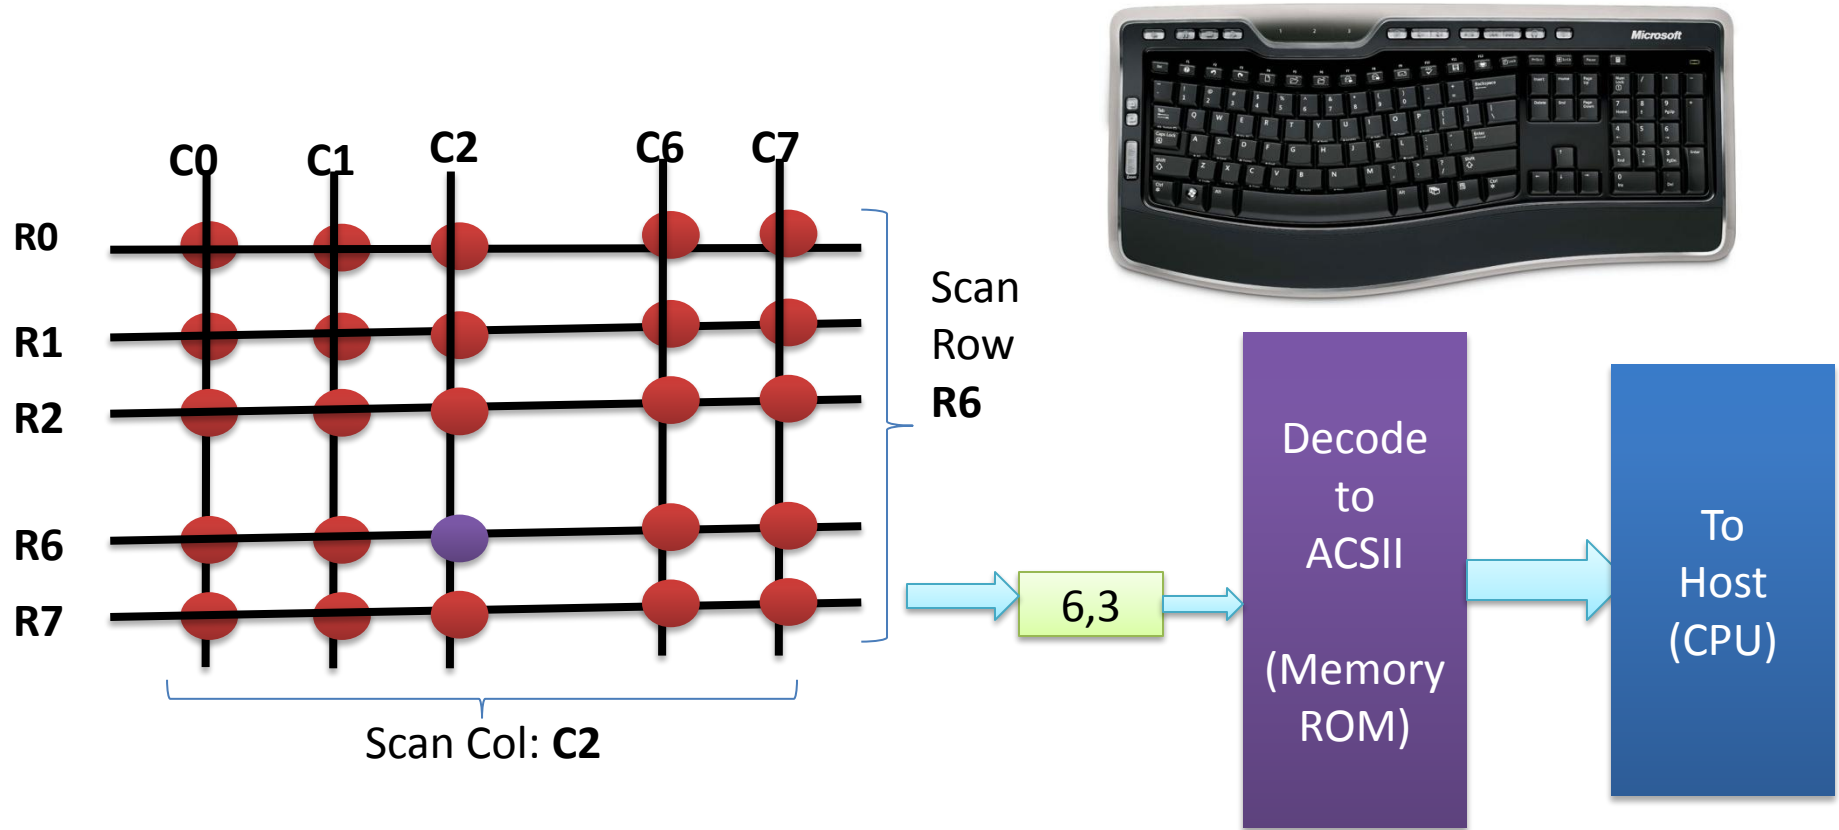 Microsoft
C0 C1 C2 C6 C7
R0
R1
R2
R6
R7
Scan
Row
R6
Scan Col: C2
6,3
Decode
to
ACSII
(Memory
ROM)
To
Host
(CPU)